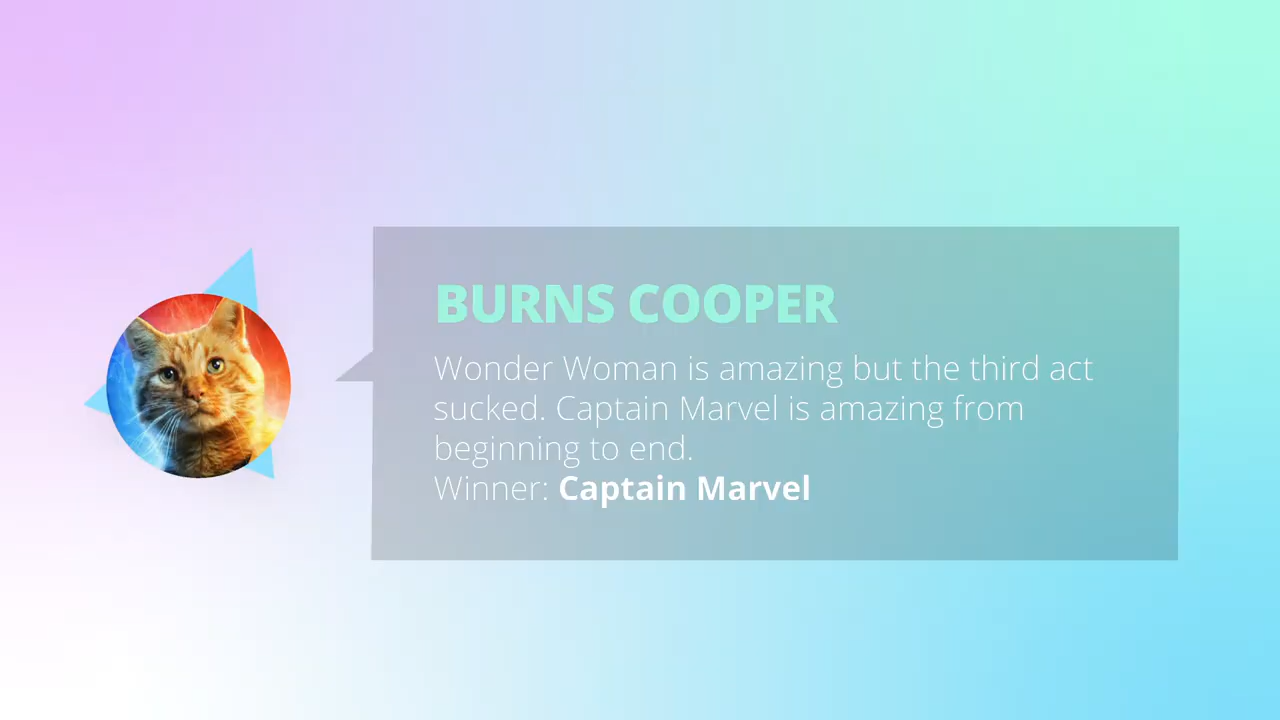 BURNS COOPER
Wonder Woman is amazing but the third act
sucked. Captain Marvel is amazing from
beginning to end.
Winner: Captain Marvel